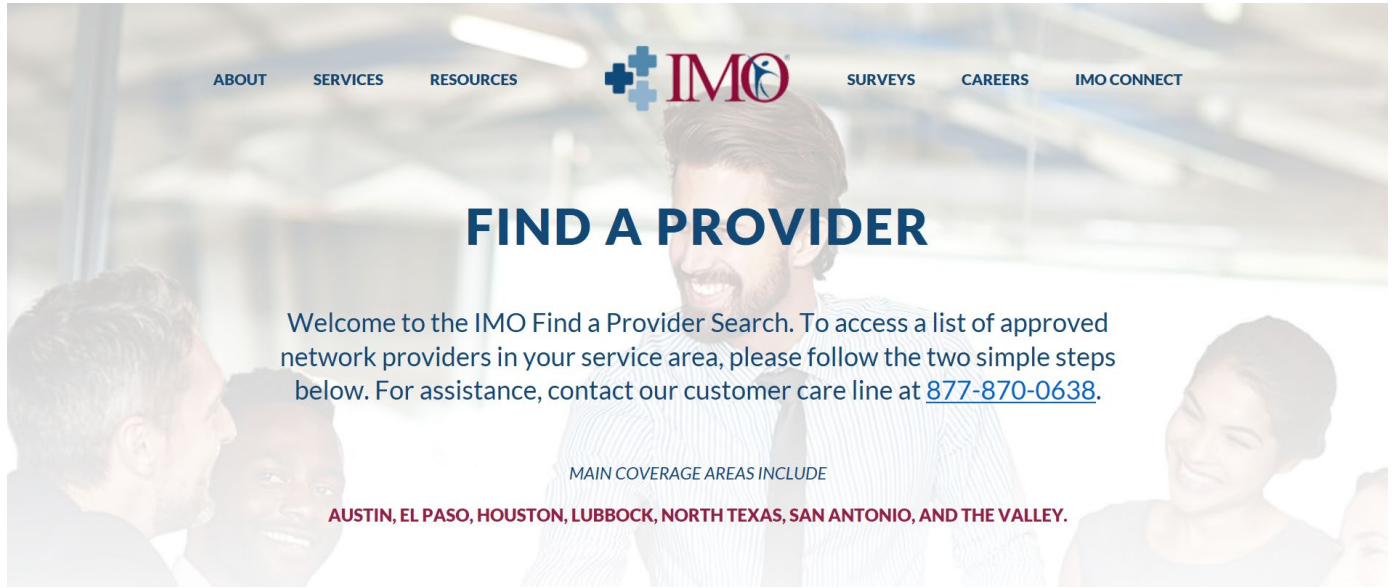 ABOUT SERVICES RESOURCES IMO® SURVEYS CAREERS IMO CONNECT
FIND A PROVIDER
Welcome to the IMO Find a Provider Search. To access a list of approved
network providers in your service area, please follow the two simple steps
below. For assistance, contact our customer care line at 877-870-0638.
MAIN COVERAGE AREAS INCLUDE
AUSTIN, EL PASO, HOUSTON, LUBBOCK, NORTH TEXAS, SAN ANTONIO, AND THE VALLEY.